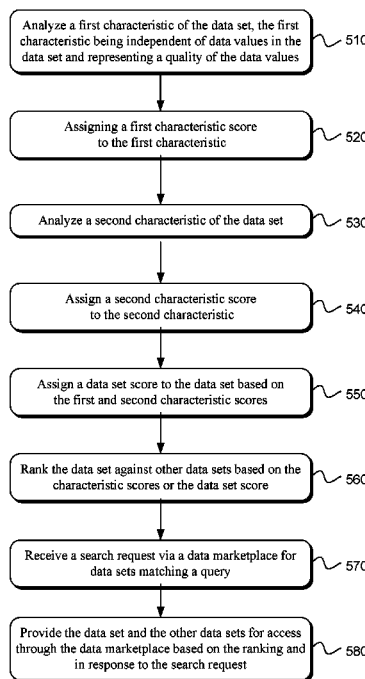 Analyze a first characteristic of the data set, the first
characteristic being independent of data values in the
data set and representing a quality of the data values
510
Assigning a first characteristic score
to the first characteristic
520
Analyze a second characteristic of the data set
530
Assign a second characteristic score
to the second characteristic
540
Assign a data set score to the data set based on
the first and second characteristic scores
550
Rank the data set against other data sets based on the
characteristic scores or the data set score
560
Receive a search request via a data marketplace for
data sets matching a query
570
Provide the data set and the other data sets for access
through the data marketplace based on the ranking and
in response to the search request
580